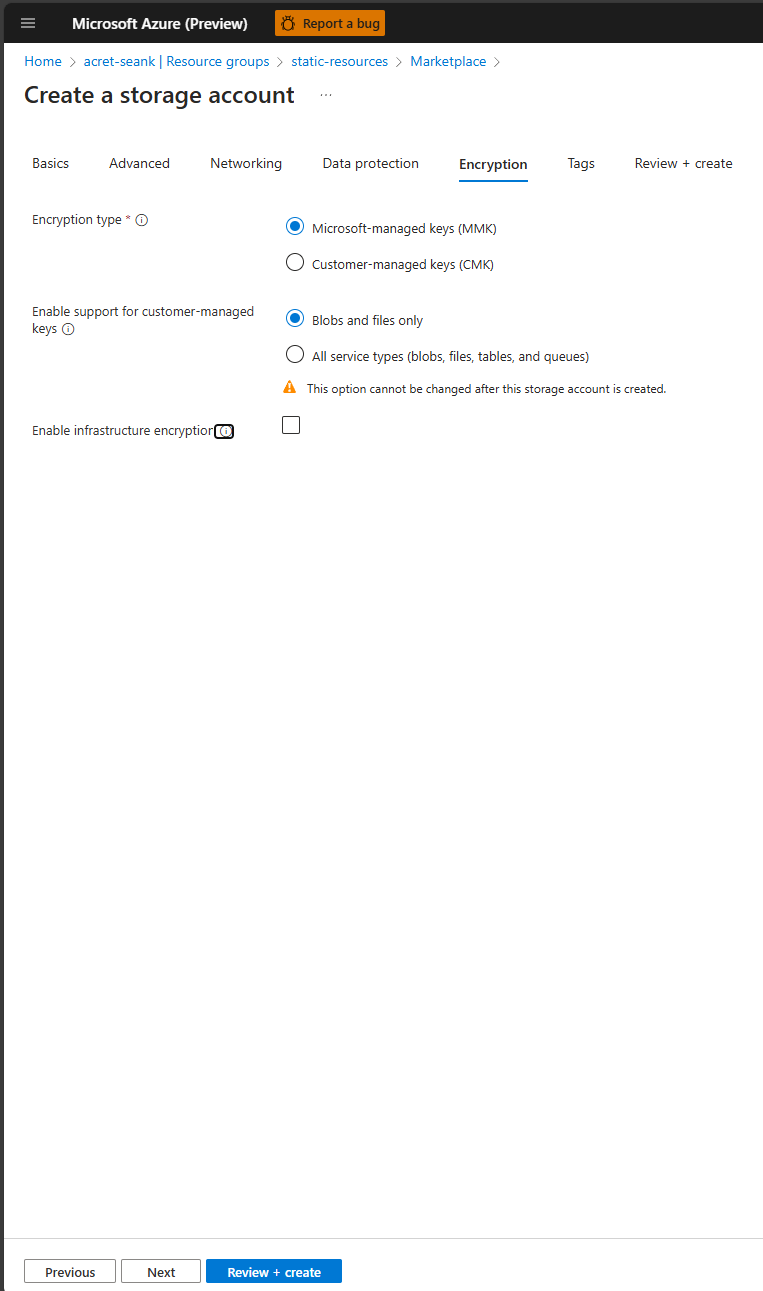 Microsoft Azure (Preview) Report a bug
Home > acret-seank | Resource groups > static-resources > Marketplace >
Create a storage account ...
Basics Advanced Networking Data protection Encryption Tags Review + create
Encryption type *
Microsoft-managed keys (MMK)
Customer-managed keys (CMK)
Enable support for customer-managed
keys
Blobs and files only
All service types (blobs, files, tables, and queues)
This option cannot be changed after this storage account is created.
Enable infrastructure encryption
Previous Next Review + create